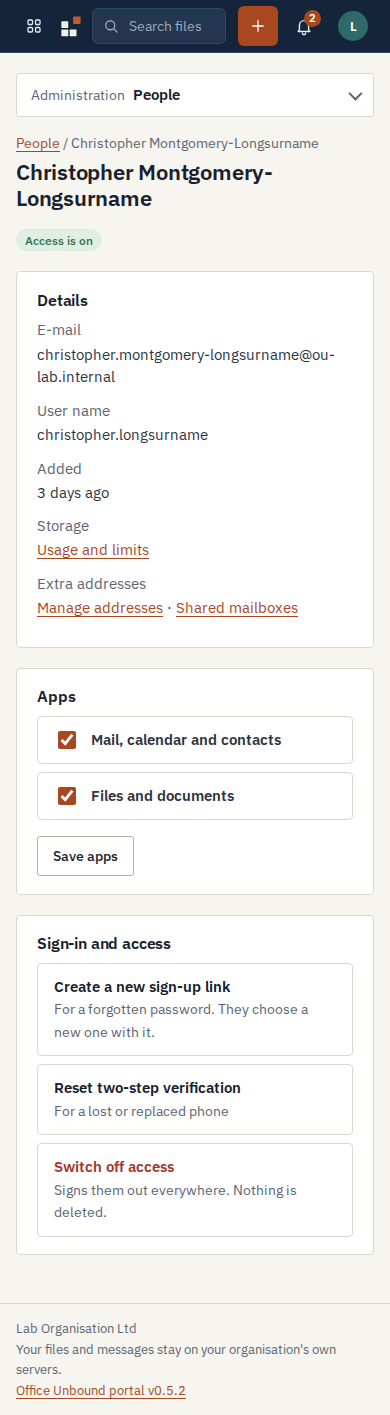 Search files
2
L
Administration People
People / Christopher Montgomery-Longsurname
Christopher Montgomery-
Longsurname
Access is on
Details
E-mail
christopher.montgomery-longsurname@ou-
lab.internal
User name
christopher.longsurname
Added
3 days ago
Storage
Usage and limits
Extra addresses
Manage addresses · Shared mailboxes
Apps
Mail, calendar and contacts
Files and documents
Save apps
Sign-in and access
Create a new sign-up link
For a forgotten password. They choose a
new one with it.
Reset two-step verification
For a lost or replaced phone
Switch off access
Signs them out everywhere. Nothing is
deleted.
Lab Organisation Ltd
Your files and messages stay on your organisation's own
servers.
Office Unbound portal v0.5.2